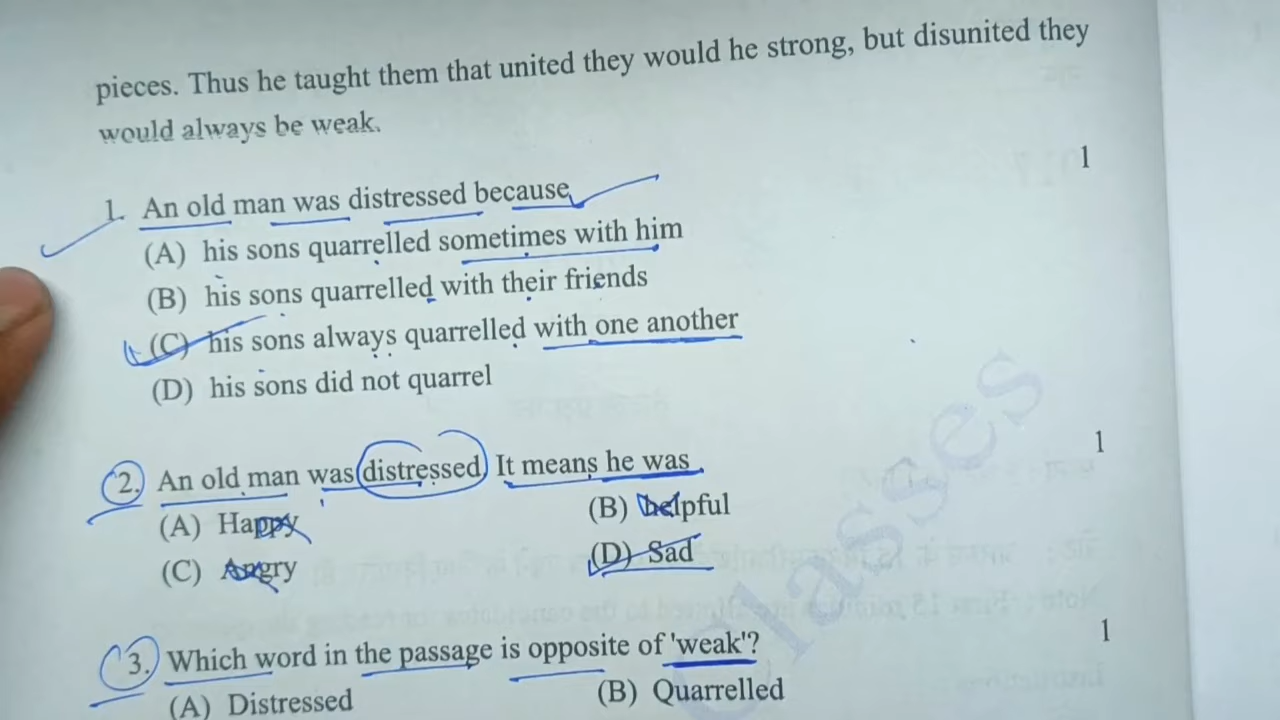 pieces. Thus he taught them that united they would he strong, but disunited they
would always be weak.
1
1. An old man was distressed because
(A) his sons quarrelled sometimes with him
(B) his sons quarrelled with their friends
(C) his sons always quarrelled with one another
(D) his sons did not quarrel
1
2. An old man was distressed. It means he was
(A) Happy (B) helpful
(C) Angry (D) Sad
1
3. Which word in the passage is opposite of 'weak'?
(A) Distressed (B) Quarrelled
Classes